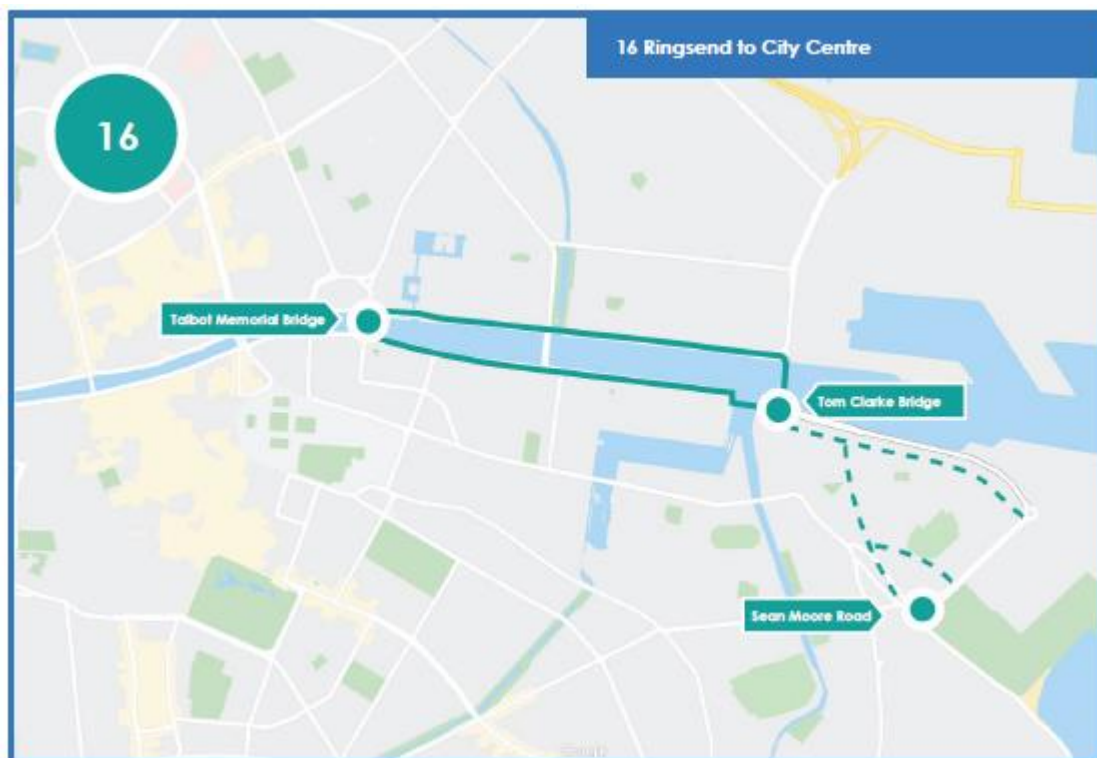 16 Ringsend to City Centre
16
Talbot Memorial Bridge
Tom Clarke Bridge
Sean Moore Road